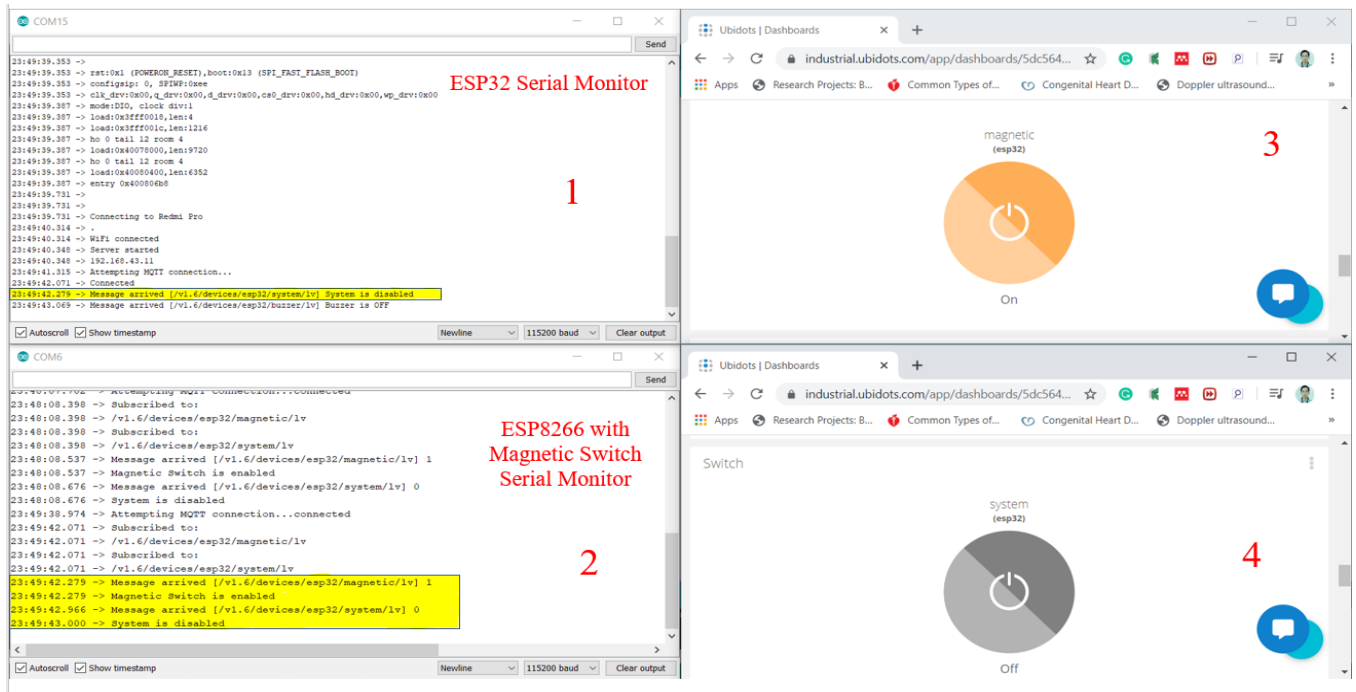 COM15
Send
23:49:39.353 ->
23:49:39.353 -> rst:0x1 (POWERON_RESET),boot:0x13 (SPI_FAST_FLASH_BOOT)
23:49:39.353 -> configsip: 0, SPIWP:0xee
23:49:39.353 -> clk_drv:0x00,q_drv:0x00,d_drv:0x00,cs0_drv:0x00,hd_drv:0x00,wp_drv:0x00
23:49:39.387 -> mode:DIO, clock div:1
23:49:39.387 -> load:0x3fff0018,len:4
23:49:39.387 -> load:0x3fff001c,len:1216
23:49:39.387 -> ho 0 tail 12 room 4
23:49:39.387 -> load:0x40078000,len:9720
23:49:39.387 -> ho 0 tail 12 room 4
23:49:39.387 -> load:0x40080400,len:6352
23:49:39.387 -> entry 0x400806b8
23:49:39.731 ->
23:49:39.731 ->
23:49:39.731 -> Connecting to Redmi Pro
23:49:40.314 -> .
23:49:40.314 -> WiFi connected
23:49:40.348 -> Server started
23:49:40.348 -> 192.168.43.11
23:49:41.315 -> Attempting MQTT connection...
23:49:42.071 -> Connected
23:49:42.279 -> Message arrived [/v1.6/devices/esp32/system/lv] System is disabled
23:49:43.069 -> Message arrived [/v1.6/devices/esp32/buzzer/lv] Buzzer is OFF
ESP32 Serial Monitor
1
Autoscroll Show timestamp Newline 115200 baud Clear output
Ubidots | Dashboards
industrial.ubidots.com/app/dashboards/5dc564...
Apps Research Projects: B... Common Types of... Congenital Heart D... Doppler ultrasound... »
magnetic
(esp32)
On
3
COM6
Send
Attempting MQTT connection...connected
23:48:08.398 -> Subscribed to:
23:48:08.398 -> /v1.6/devices/esp32/magnetic/lv
23:48:08.398 -> Subscribed to:
23:48:08.398 -> /v1.6/devices/esp32/system/lv
23:48:08.537 -> Message arrived [/v1.6/devices/esp32/magnetic/lv] 1
23:48:08.537 -> Magnetic Switch is enabled
23:48:08.676 -> Message arrived [/v1.6/devices/esp32/system/lv] 0
23:48:08.676 -> System is disabled
23:49:38.974 -> Attempting MQTT connection...connected
23:49:42.071 -> Subscribed to:
23:49:42.071 -> /v1.6/devices/esp32/magnetic/lv
23:49:42.071 -> Subscribed to:
23:49:42.071 -> /v1.6/devices/esp32/system/lv
23:49:42.279 -> Message arrived [/v1.6/devices/esp32/magnetic/lv] 1
23:49:42.279 -> Magnetic Switch is enabled
23:49:42.966 -> Message arrived [/v1.6/devices/esp32/system/lv] 0
23:49:43.000 -> System is disabled
ESP8266 with
Magnetic Switch
Serial Monitor
2
Autoscroll Show timestamp Newline 115200 baud Clear output
Ubidots | Dashboards
industrial.ubidots.com/app/dashboards/5dc564...
Apps Research Projects: B... Common Types of... Congenital Heart D... Doppler ultrasound... »
Switch
system
(esp32)
Off
4